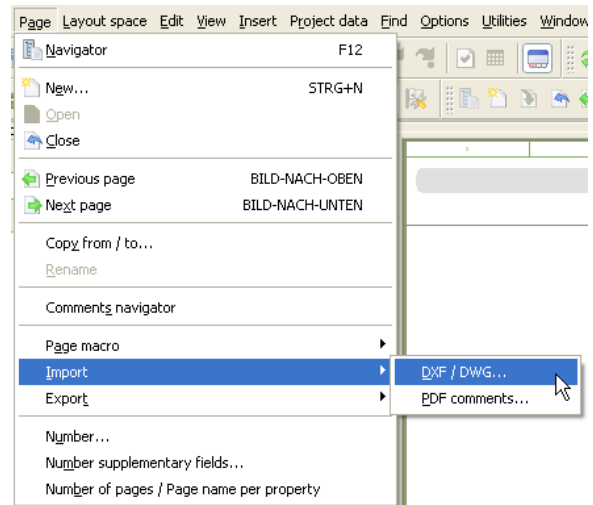 Page Layout space Edit View Insert Project data Find Options Utilities Window
Navigator F12
New... STRG+N
Open
Close
Previous page BILD-NACH-OBEN
Next page BILD-NACH-UNTEN
Copy from / to...
Rename
Comments navigator
Page macro
Import DXF / DWG...
Export PDF comments...
Number...
Number supplementary fields...
Number of pages / Page name per property